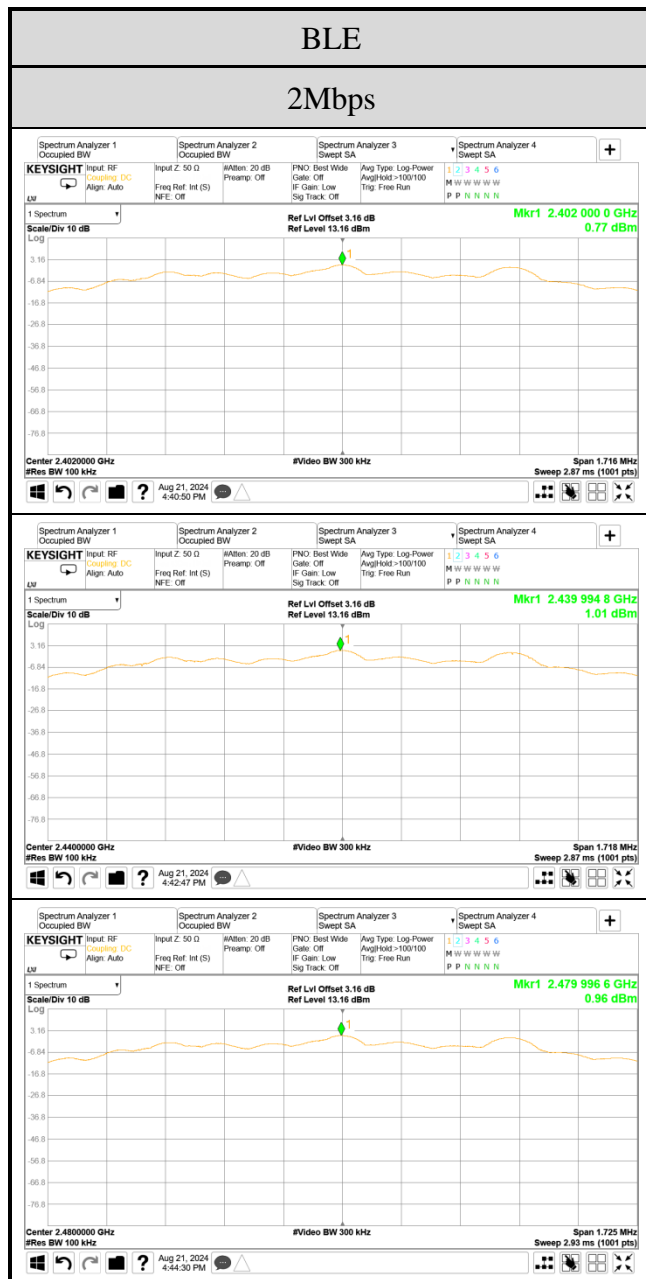 BLE
2Mbps
Spectrum Analyzer 1 Spectrum Analyzer 2 Spectrum Analyzer 3 Spectrum Analyzer 4
Occupied BW Occupied BW Swept SA Swept SA
KEYSIGHT Input: RF Input Z: 50 Ω #Atten: 20 dB PNO: Best Wide Avg Type: Log-Power 1 2 3 4 5 6
Coupling: DC Preamp: Off Gate: Off Avg|Hold:>100/100 M W W W W W
Align: Auto Freq Ref: Int (S) IF Gain: Low Trig: Free Run
LXI NFE: Off Sig Track: Off P P N N N N
1 Spectrum Ref Lvl Offset 3.16 dB Mkr1 2.402 000 0 GHz
Scale/Div 10 dB Ref Level 13.16 dBm 0.77 dBm
Log
1
3.16
-6.84
-16.8
-26.8
-36.8
-46.8
-56.8
-66.8
-76.8
Center 2.4020000 GHz #Video BW 300 kHz Span 1.716 MHz
#Res BW 100 kHz Sweep 2.87 ms (1001 pts)
Aug 21, 2024
4:40:50 PM
Spectrum Analyzer 1 Spectrum Analyzer 2 Spectrum Analyzer 3 Spectrum Analyzer 4
Occupied BW Occupied BW Swept SA Swept SA
KEYSIGHT Input: RF Input Z: 50 Ω #Atten: 20 dB PNO: Best Wide Avg Type: Log-Power 1 2 3 4 5 6
Coupling: DC Preamp: Off Gate: Off Avg|Hold:>100/100 M W W W W W
Align: Auto Freq Ref: Int (S) IF Gain: Low Trig: Free Run
LXI NFE: Off Sig Track: Off P P N N N N
1 Spectrum Ref Lvl Offset 3.16 dB Mkr1 2.439 994 8 GHz
Scale/Div 10 dB Ref Level 13.16 dBm 1.01 dBm
Log
1
3.16
-6.84
-16.8
-26.8
-36.8
-46.8
-56.8
-66.8
-76.8
Center 2.4400000 GHz #Video BW 300 kHz Span 1.718 MHz
#Res BW 100 kHz Sweep 2.87 ms (1001 pts)
Aug 21, 2024
4:42:47 PM
Spectrum Analyzer 1 Spectrum Analyzer 2 Spectrum Analyzer 3 Spectrum Analyzer 4
Occupied BW Occupied BW Swept SA Swept SA
KEYSIGHT Input: RF Input Z: 50 Ω #Atten: 20 dB PNO: Best Wide Avg Type: Log-Power 1 2 3 4 5 6
Coupling: DC Preamp: Off Gate: Off Avg|Hold:>100/100 M W W W W W
Align: Auto Freq Ref: Int (S) IF Gain: Low Trig: Free Run
LXI NFE: Off Sig Track: Off P P N N N N
1 Spectrum Ref Lvl Offset 3.16 dB Mkr1 2.479 996 6 GHz
Scale/Div 10 dB Ref Level 13.16 dBm 0.96 dBm
Log
1
3.16
-6.84
-16.8
-26.8
-36.8
-46.8
-56.8
-66.8
-76.8
Center 2.4800000 GHz #Video BW 300 kHz Span 1.725 MHz
#Res BW 100 kHz Sweep 2.93 ms (1001 pts)
Aug 21, 2024
4:44:30 PM